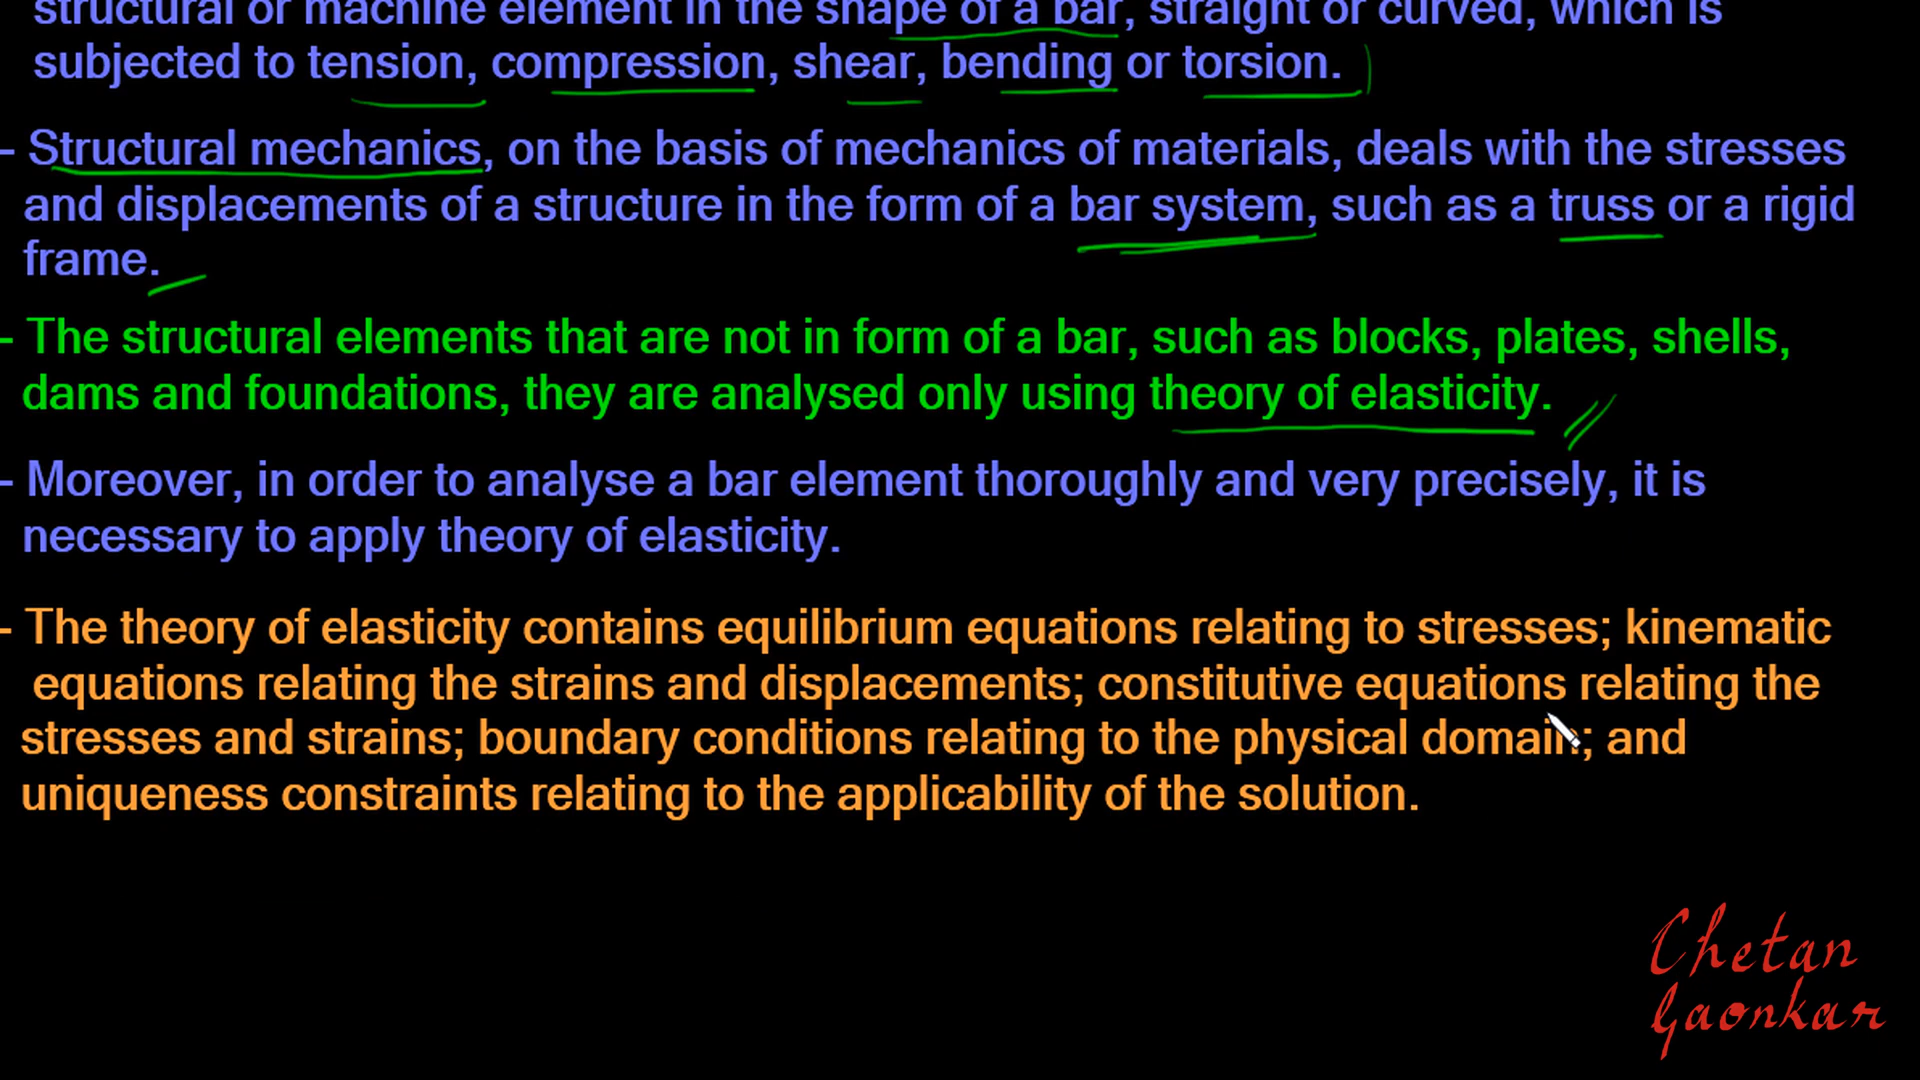 structural or machine element in the shape of a bar, straight or curved, which is
subjected to tension, compression, shear, bending or torsion.
- Structural mechanics, on the basis of mechanics of materials, deals with the stresses
and displacements of a structure in the form of a bar system, such as a truss or a rigid
frame.
- The structural elements that are not in form of a bar, such as blocks, plates, shells,
dams and foundations, they are analysed only using theory of elasticity.
- Moreover, in order to analyse a bar element thoroughly and very precisely, it is
necessary to apply theory of elasticity.
- The theory of elasticity contains equilibrium equations relating to stresses; kinematic
equations relating the strains and displacements; constitutive equations relating the
stresses and strains; boundary conditions relating to the physical domain; and
uniqueness constraints relating to the applicability of the solution.
Chetan
Gaonkar